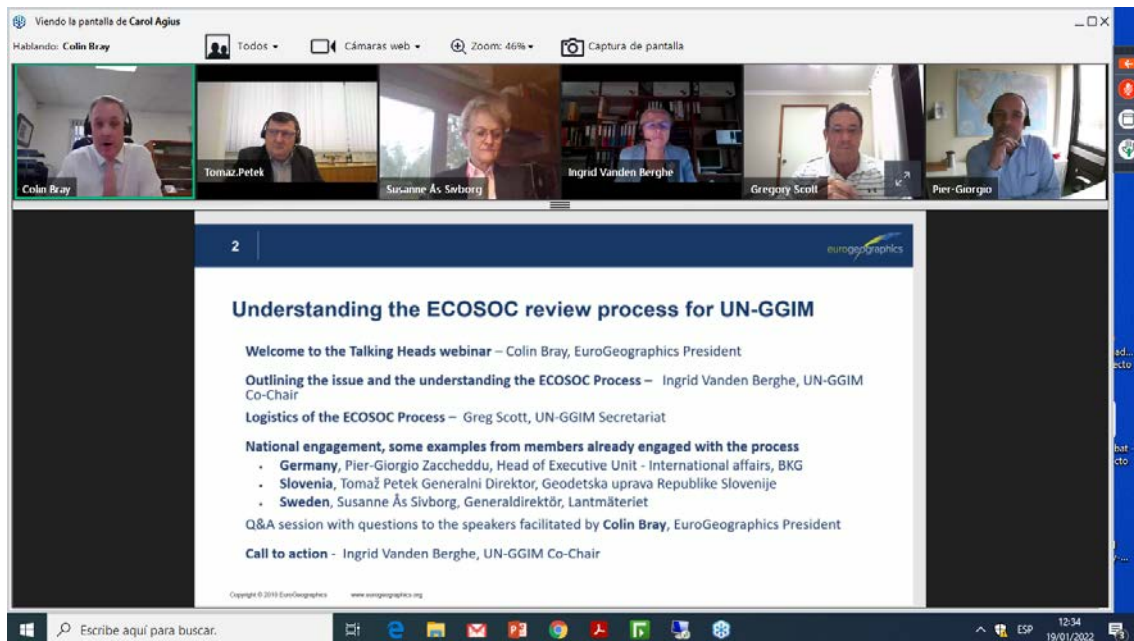 Viendo la pantalla de Carol Agius
Hablando: Colin Bray
Todos
Cámaras web
Zoom: 46%
Captura de pantalla
Colin Bray
Tomaz.Petek
Susanne Ås Sivborg
Ingrid Vanden Berghe
Gregory Scott
Pier-Giorgio
2
eurogeographics
Understanding the ECOSOC review process for UN-GGIM
Welcome to the Talking Heads webinar – Colin Bray, EuroGeographics President
Outlining the issue and the understanding the ECOSOC Process – Ingrid Vanden Berghe, UN-GGIM
Co-Chair
Logistics of the ECOSOC Process – Greg Scott, UN-GGIM Secretariat
National engagement, some examples from members already engaged with the process
• Germany, Pier-Giorgio Zaccheddu, Head of Executive Unit - International affairs, BKG
• Slovenia, Tomaž Petek Generalni Direktor, Geodetska uprava Republike Slovenije
• Sweden, Susanne Ås Sivborg, Generaldirektör, Lantmäteriet
Q&A session with questions to the speakers facilitated by Colin Bray, EuroGeographics President
Call to action - Ingrid Vanden Berghe, UN-GGIM Co-Chair
Copyright © 2019 EuroGeographics www.eurogeographics.org
Escribe aquí para buscar.
ESP
12:34
19/01/2022